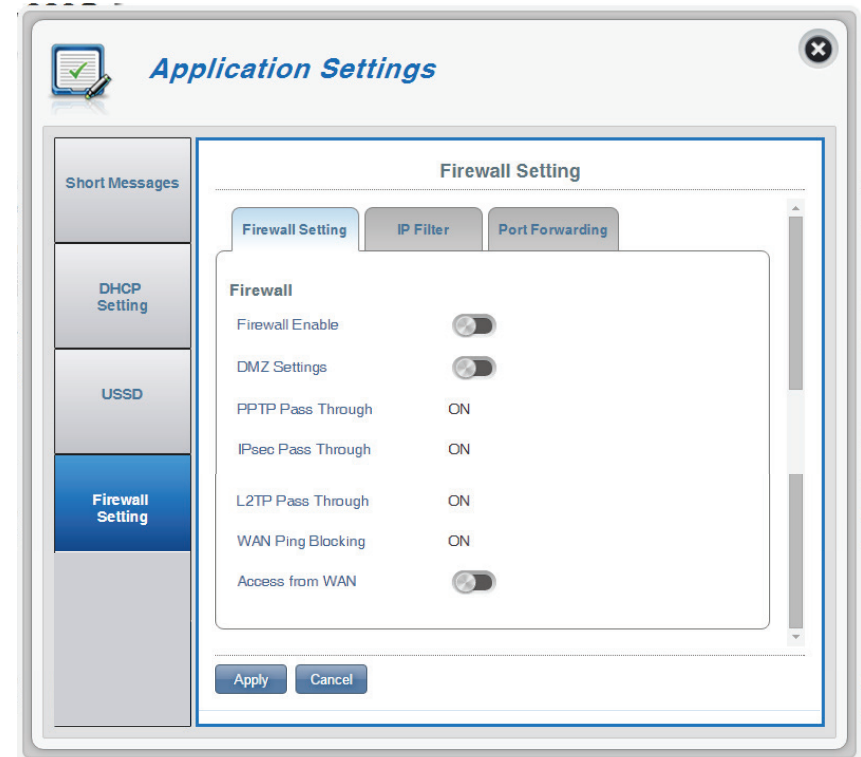 Application Settings
Short Messages
DHCP
Setting
USSD
Firewall
Setting
Firewall Setting
Firewall Setting IP Filter Port Forwarding
Firewall
Firewall Enable
DMZ Settings
PPTP Pass Through ON
IPsec Pass Through ON
L2TP Pass Through ON
WAN Ping Blocking ON
Access from WAN
Apply Cancel